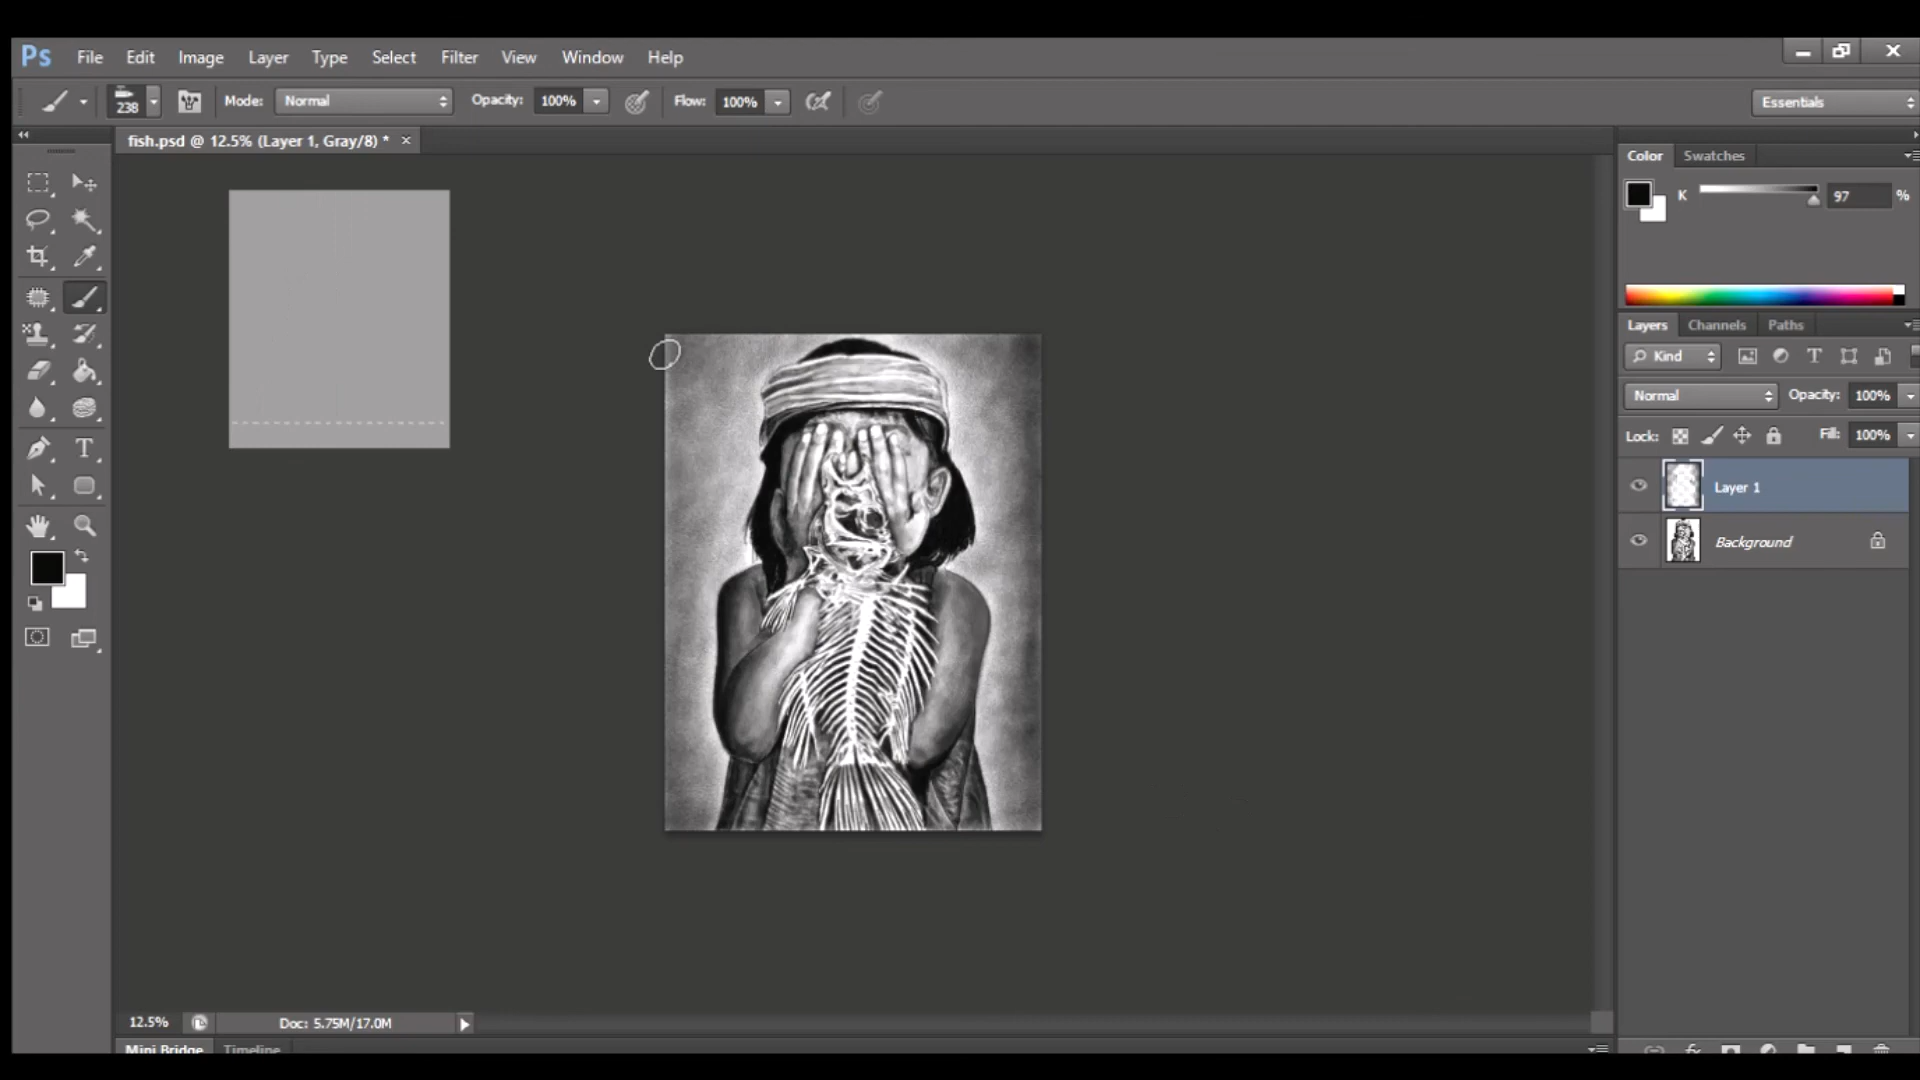 Ps File Edit Image Layer Type Select Filter View Window Help
238 Mode: Normal Opacity: 100% Flow: 100% Essentials
fish.psd @ 12.5% (Layer 1, Gray/8) * ×
Color Swatches
K 97 %
Layers Channels Paths
Kind
Normal Opacity: 100%
Lock: Fill: 100%
Layer 1
Background
12.5% Doc: 5.75M/17.0M
Mini Bridge Timeline